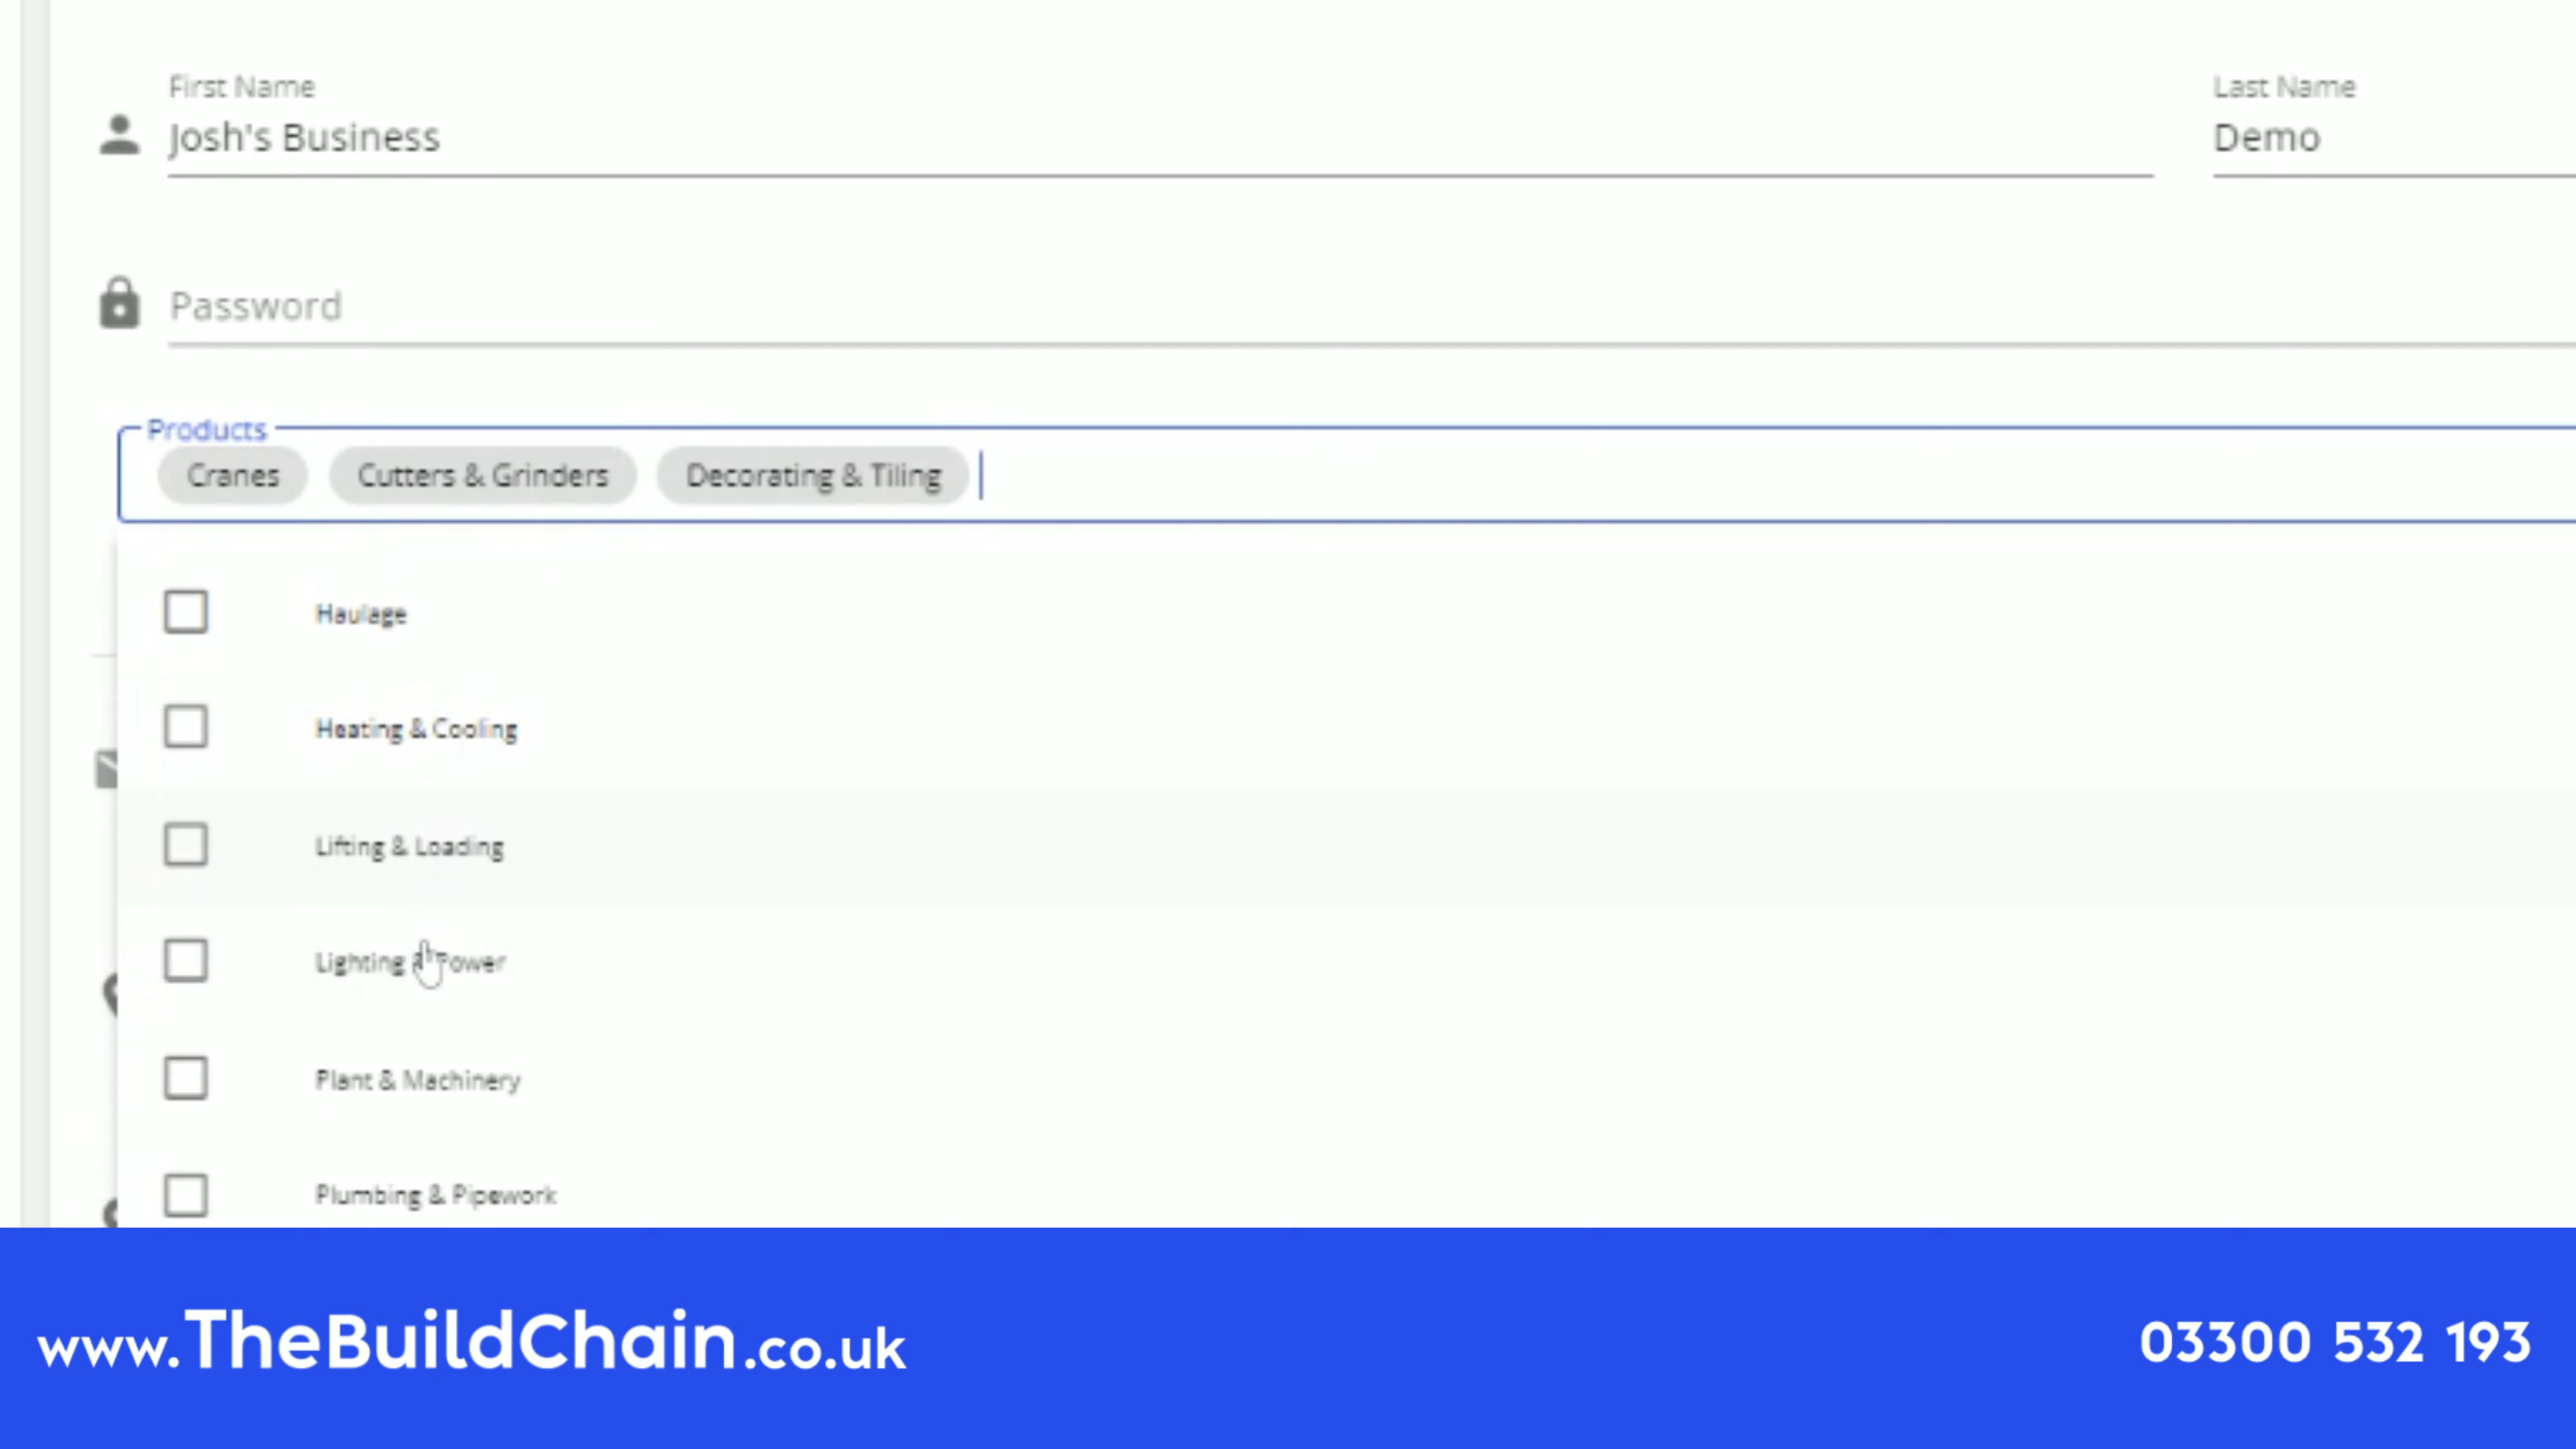 First Name
Last Name
Josh's Business
Demo
Password
Products
Cranes
Cutters & Grinders
Decorating & Tiling
Haulage
Heating & Cooling
Lifting & Loading
Lighting & Power
Plant & Machinery
Plumbing & Pipework
www.TheBuildChain.co.uk
03300 532 193